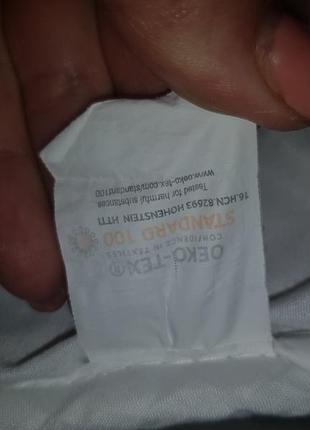 OEKO-TEX®
CONFIDENCE IN TEXTILES
STANDARD 100
16.HCN 92693 HOHENSTEIN HTTI
Tested for harmful substances
www.oeko-tex.com/standard100